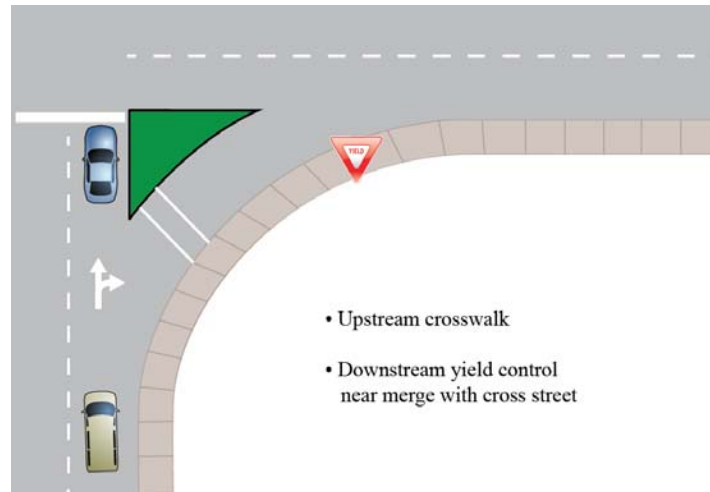 YIELD
• Upstream crosswalk
• Downstream yield control
near merge with cross street